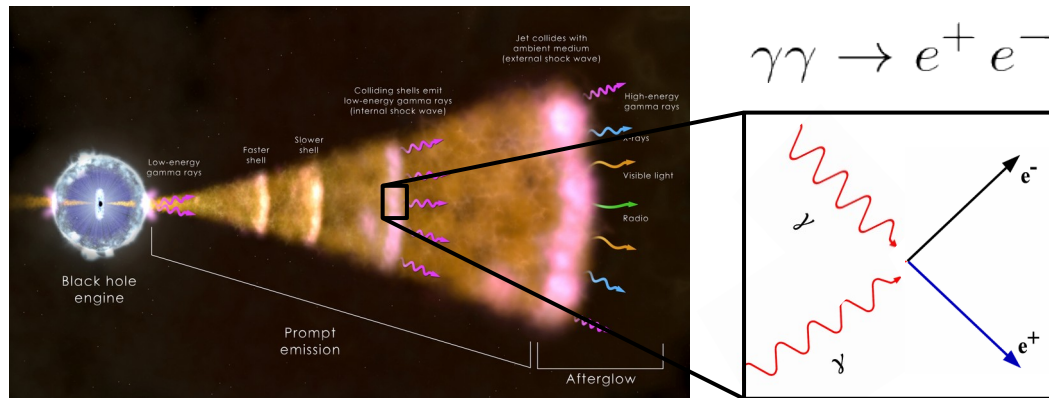 Jet collides with
ambient medium
(external shock wave)
γγ → e⁺ e⁻
Colliding shells emit
low-energy gamma rays
(internal shock wave)
High-energy
gamma rays
X-rays
Slower
shell
Faster
shell
Low-energy
gamma rays
Visible light
Radio
Black hole
engine
Prompt
emission
Afterglow
γ
e⁻
γ
e⁺